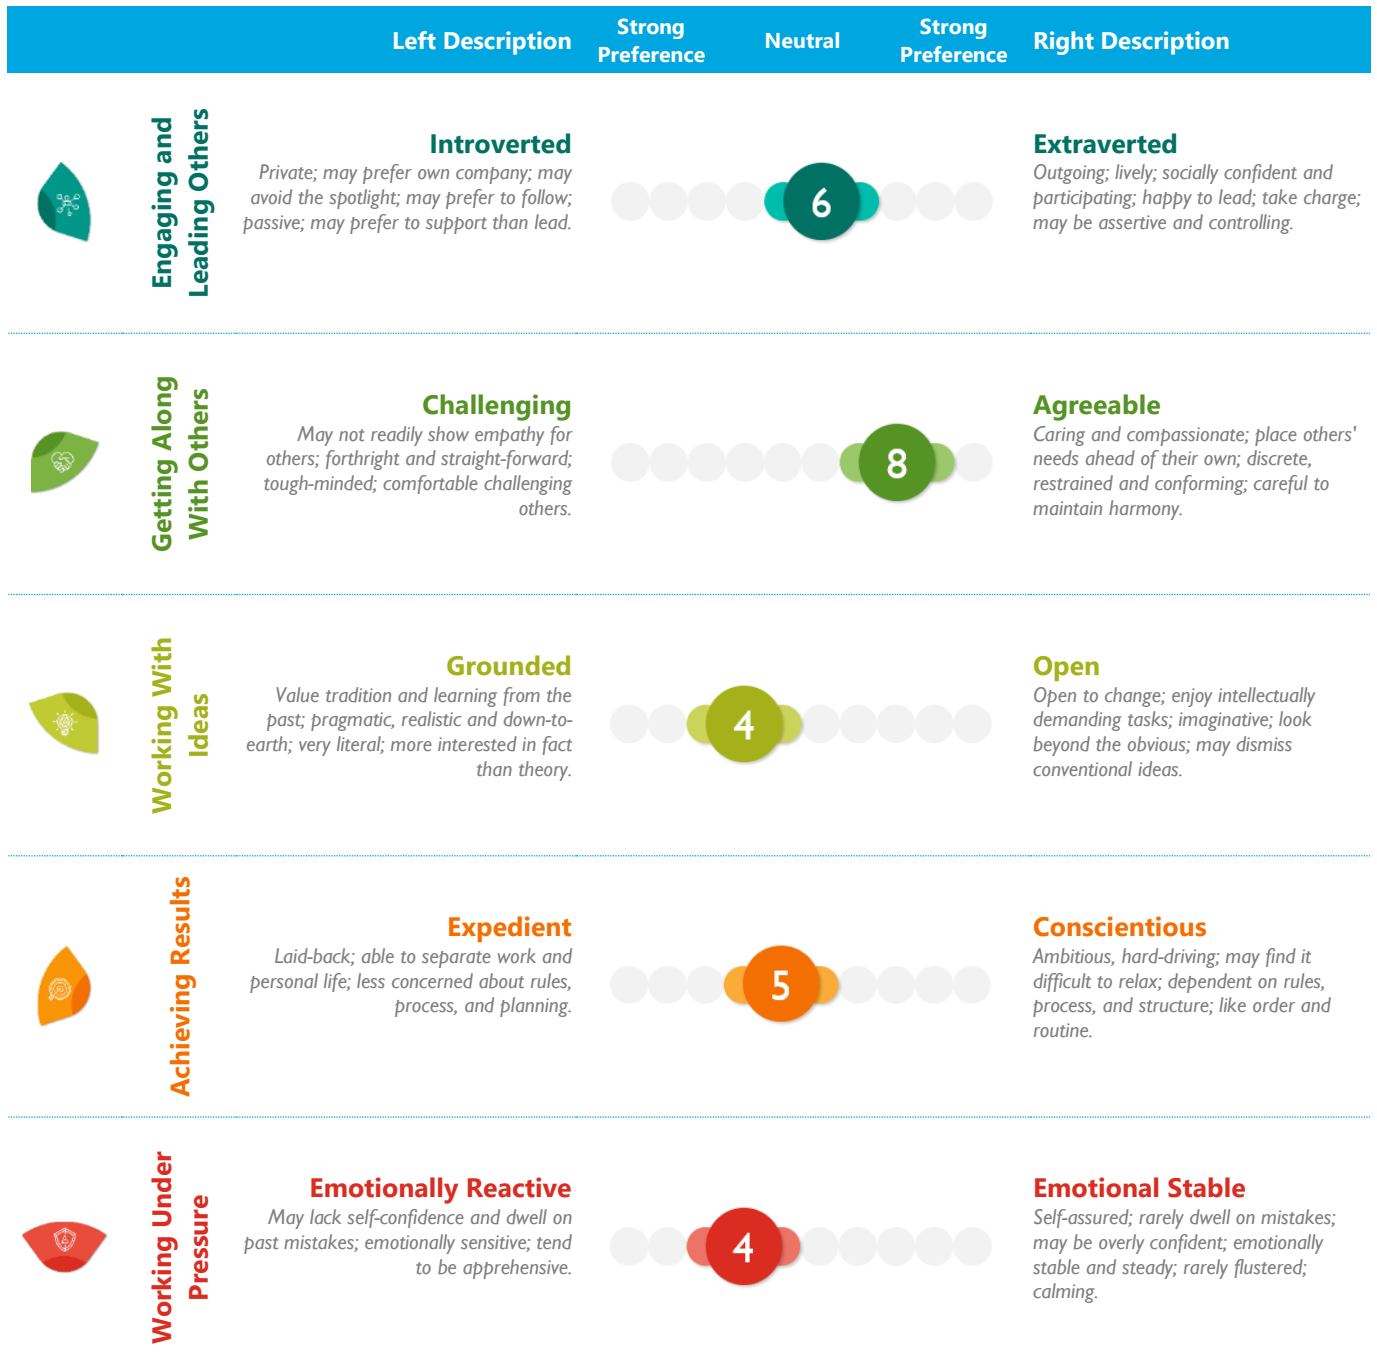 Left Description
Strong
Preference
Neutral
Strong
Preference
Right Description
Engaging and
Leading Others
Introverted
Private; may prefer own company; may
avoid the spotlight; may prefer to follow;
passive; may prefer to support than lead.
6
Extraverted
Outgoing; lively; socially confident and
participating; happy to lead; take charge;
may be assertive and controlling.
Getting Along
With Others
Challenging
May not readily show empathy for
others; forthright and straight-forward;
tough-minded; comfortable challenging
others.
8
Agreeable
Caring and compassionate; place others'
needs ahead of their own; discrete,
restrained and conforming; careful to
maintain harmony.
Working With
Ideas
Grounded
Value tradition and learning from the
past; pragmatic, realistic and down-to-
earth; very literal; more interested in fact
than theory.
4
Open
Open to change; enjoy intellectually
demanding tasks; imaginative; look
beyond the obvious; may dismiss
conventional ideas.
Achieving Results
Expedient
Laid-back; able to separate work and
personal life; less concerned about rules,
process, and planning.
5
Conscientious
Ambitious, hard-driving; may find it
difficult to relax; dependent on rules,
process, and structure; like order and
routine.
Working Under
Pressure
Emotionally Reactive
May lack self-confidence and dwell on
past mistakes; emotionally sensitive; tend
to be apprehensive.
4
Emotional Stable
Self-assured; rarely dwell on mistakes;
may be overly confident; emotionally
stable and steady; rarely flustered;
calming.